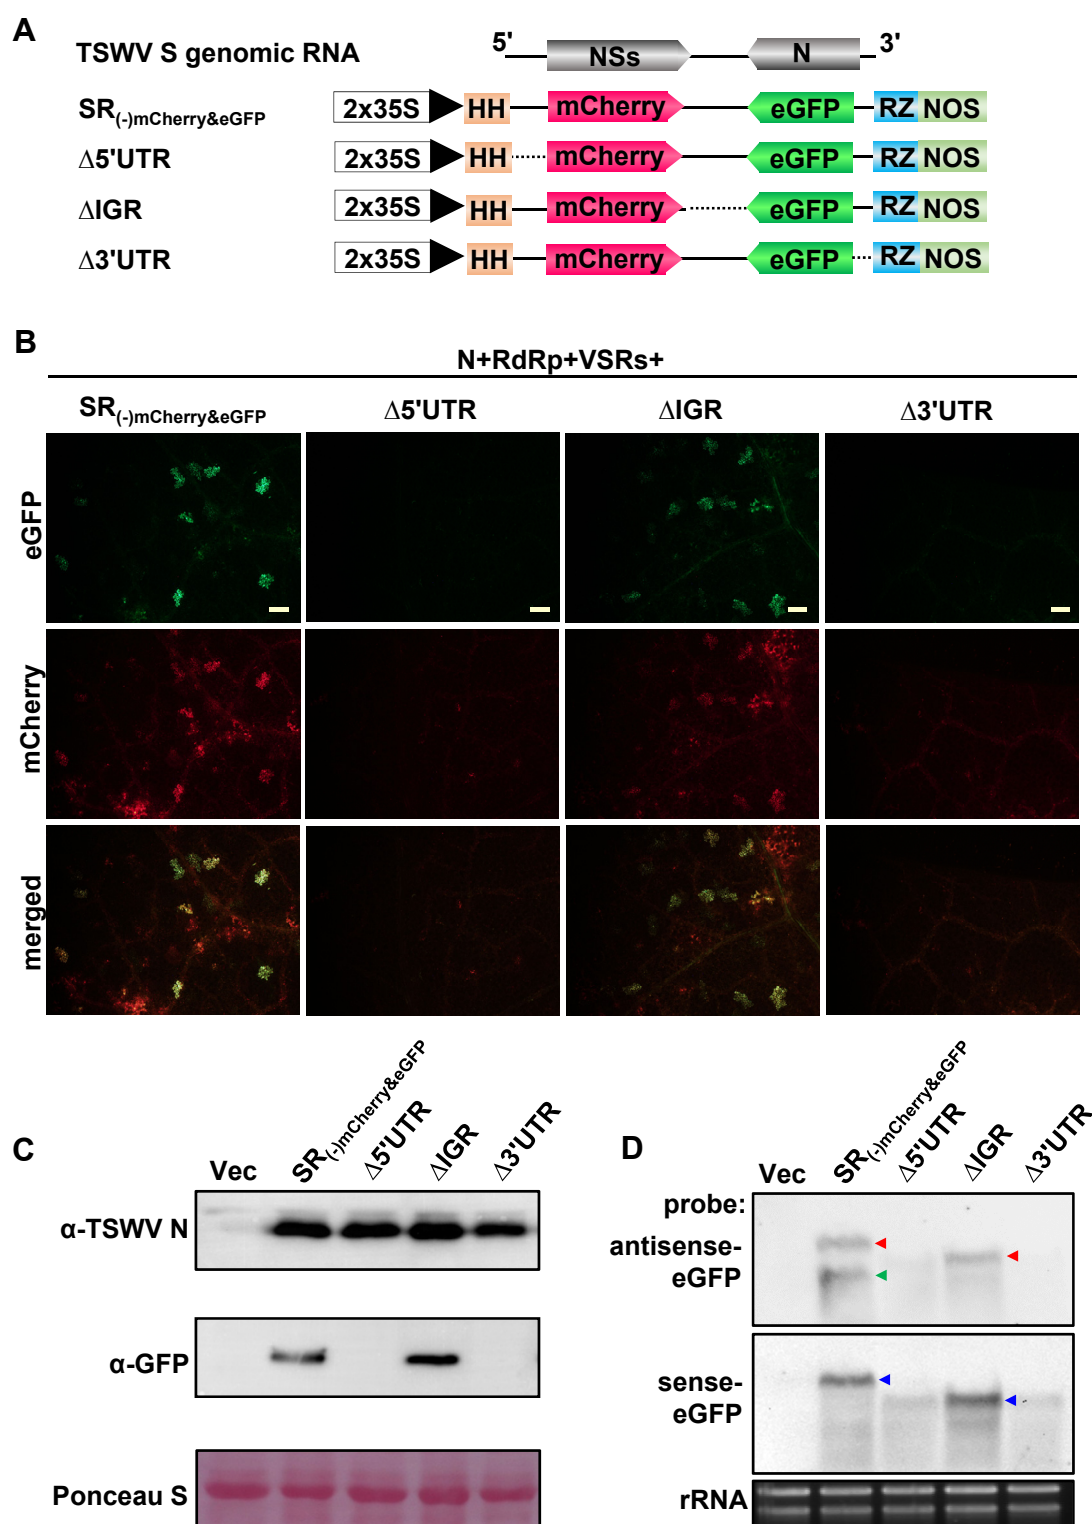 A
TSWV S genomic RNA 5' NSs N 3'
SR(-)mCherry&eGFP 2x35S HH mCherry eGFP RZ NOS
Δ5'UTR 2x35S HH mCherry eGFP RZ NOS
ΔIGR 2x35S HH mCherry eGFP RZ NOS
Δ3'UTR 2x35S HH mCherry eGFP RZ NOS
B
N+RdRp+VSRs+
SR(-)mCherry&eGFP Δ5'UTR ΔIGR Δ3'UTR
eGFP
mCherry
merged
C
Vec SR(-)mCherry&eGFP Δ5'UTR ΔIGR Δ3'UTR
α-TSWV N
α-GFP
Ponceau S
D
Vec SR(-)mCherry&eGFP Δ5'UTR ΔIGR Δ3'UTR
probe:
antisense-
eGFP
sense-
eGFP
rRNA